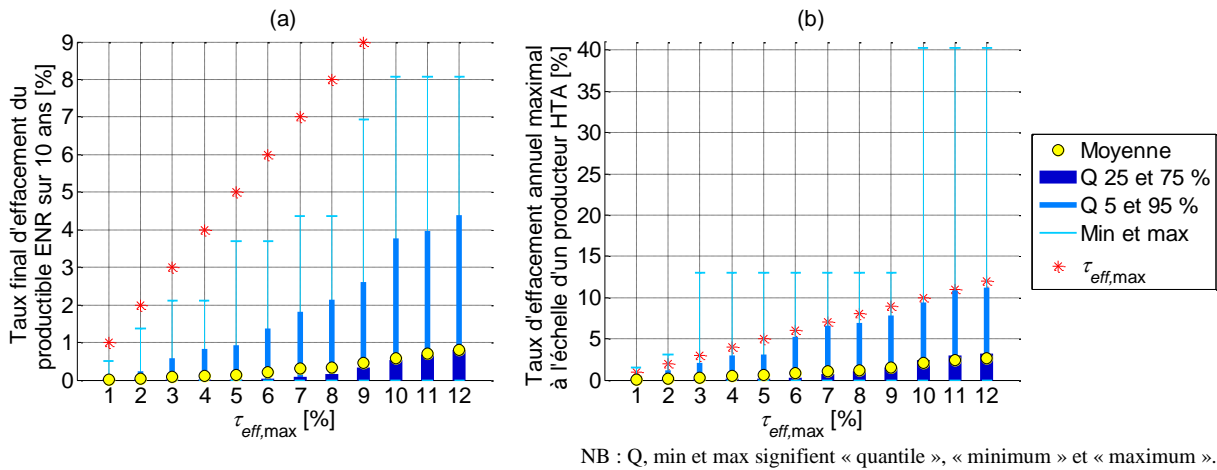 (a)
Taux final d'effacement du
productible ENR sur 10 ans [%]
9
8
7
6
5
4
3
2
1
0
1 2 3 4 5 6 7 8 9 10 11 12
τeff,max [%]
(b)
Taux d'effacement annuel maximal
à l'échelle d'un producteur HTA [%]
40
35
30
25
20
15
10
5
0
1 2 3 4 5 6 7 8 9 10 11 12
τeff,max [%]
Moyenne
Q 25 et 75 %
Q 5 et 95 %
Min et max
τeff,max
NB : Q, min et max signifient « quantile », « minimum » et « maximum ».